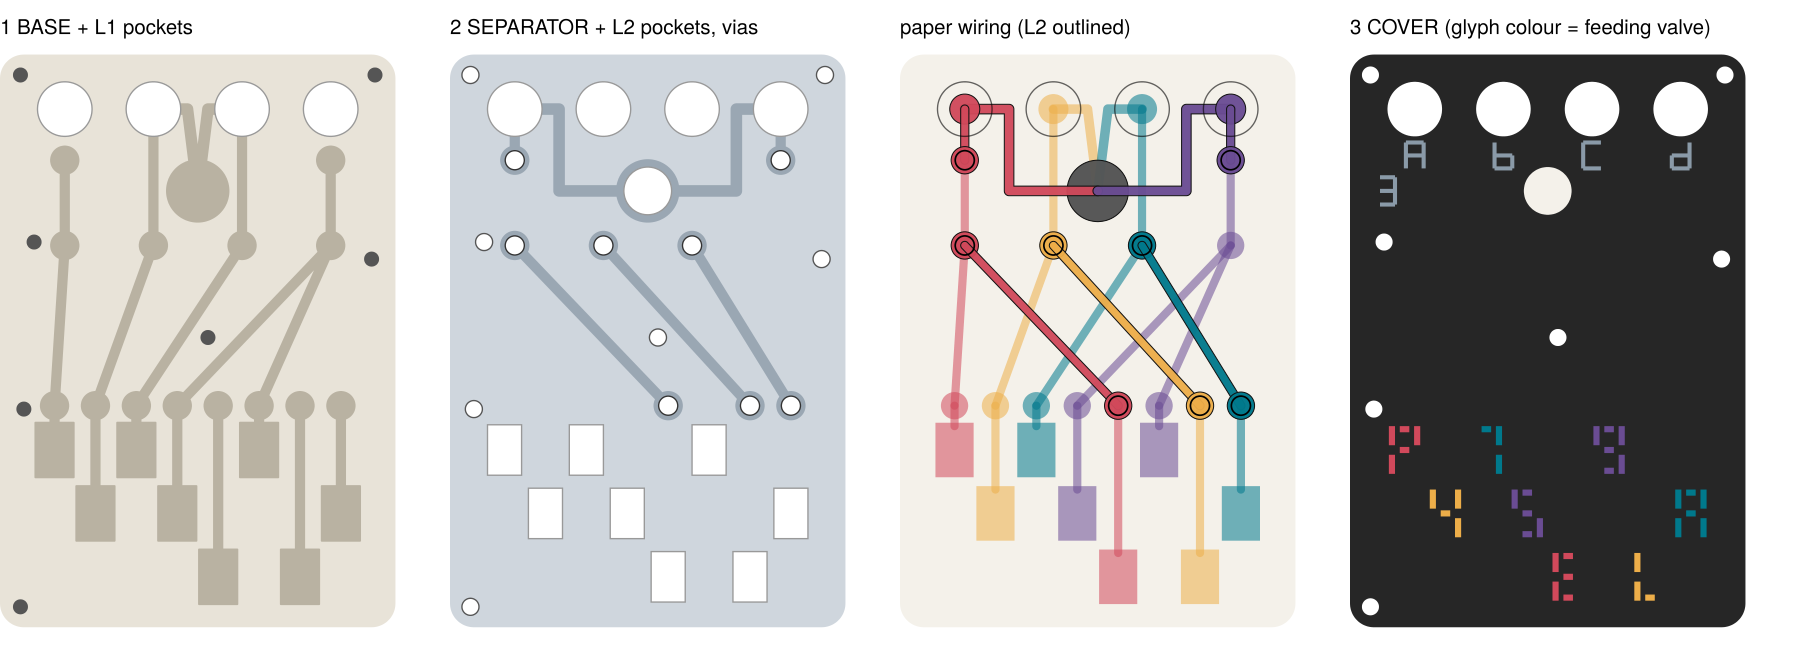 1 BASE + L1 pockets
2 SEPARATOR + L2 pockets, vias
paper wiring (L2 outlined)
3 COVER (glyph colour = feeding valve)
A b C d
3
P 7 9
4 5 A
E L